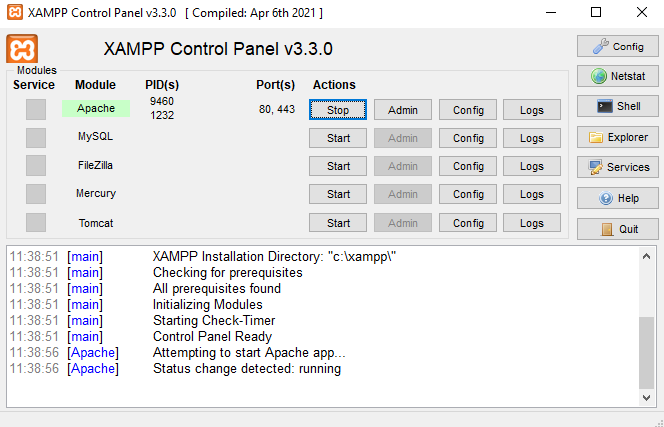 XAMPP Control Panel v3.3.0 [ Compiled: Apr 6th 2021 ]
XAMPP Control Panel v3.3.0
Config
Modules
Netstat
Service Module PID(s) Port(s) Actions
Apache 9460 1232 80, 443 Stop Admin Config Logs
Shell
MySQL Start Admin Config Logs
Explorer
FileZilla Start Admin Config Logs
Services
Mercury Start Admin Config Logs
Help
Tomcat Start Admin Config Logs
Quit
11:38:51 [main] XAMPP Installation Directory: "c:\xampp\"
11:38:51 [main] Checking for prerequisites
11:38:51 [main] All prerequisites found
11:38:51 [main] Initializing Modules
11:38:51 [main] Starting Check-Timer
11:38:51 [main] Control Panel Ready
11:38:56 [Apache] Attempting to start Apache app...
11:38:56 [Apache] Status change detected: running